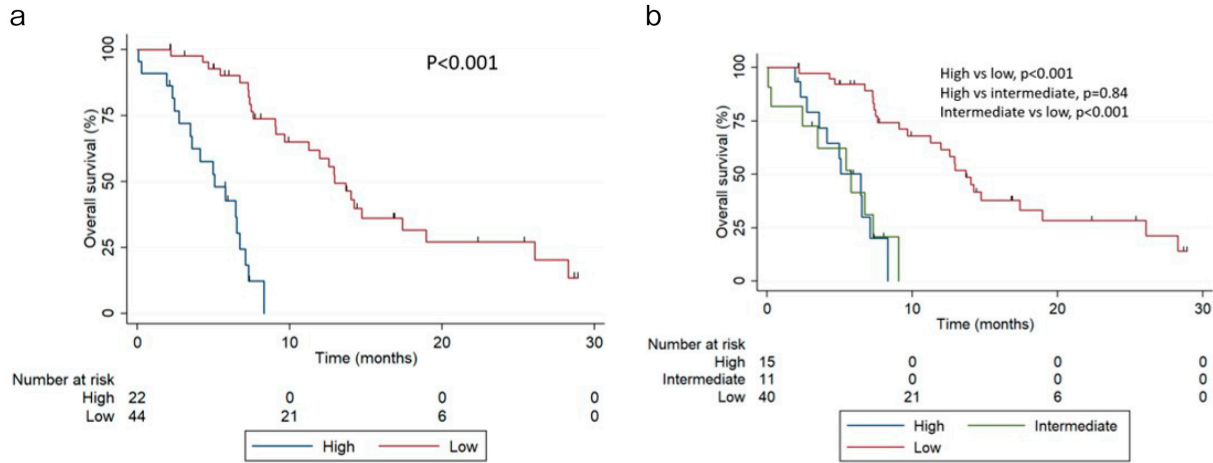 a
P<0.001
Overall survival (%)
100
75
50
25
0
0 10 20 30
Time (months)
Number at risk
High 22 0 0 0
Low 44 21 6 0
High Low
b
High vs low, p<0.001
High vs intermediate, p=0.84
Intermediate vs low, p<0.001
Overall survival (%)
100
75
50
25
0
0 10 20 30
Time (months)
Number at risk
High 15 0 0 0
Intermediate 11 0 0 0
Low 40 21 6 0
High Intermediate
Low